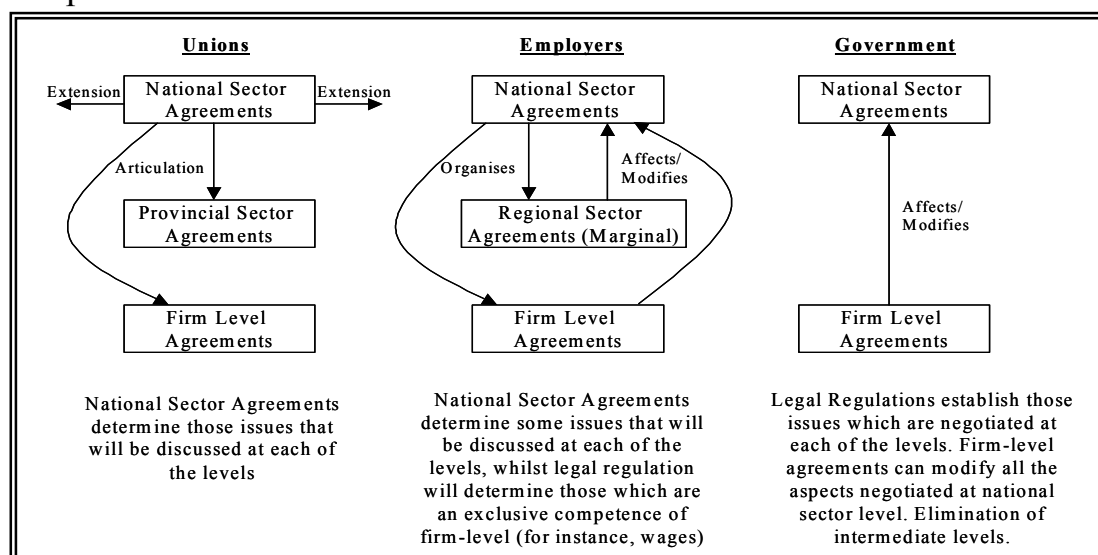 Unions
Extension
National Sector
Agreements
Extension
Articulation
Provincial Sector
Agreements
Firm Level
Agreements
National Sector Agreements
determine those issues that
will be discussed at each of
the levels
Employers
National Sector
Agreements
Organises
Affects/
Modifies
Regional Sector
Agreements (Marginal)
Firm Level
Agreements
National Sector Agreements
determine some issues that will
be discussed at each of the
levels, whilst legal regulation
will determine those which are
an exclusive competence of
firm-level (for instance, wages)
Government
National Sector
Agreements
Affects/
Modifies
Firm Level
Agreements
Legal Regulations establish those
issues which are negotiated at
each of the levels. Firm-level
agreements can modify all the
aspects negotiated at national
sector level. Elimination of
intermediate levels.